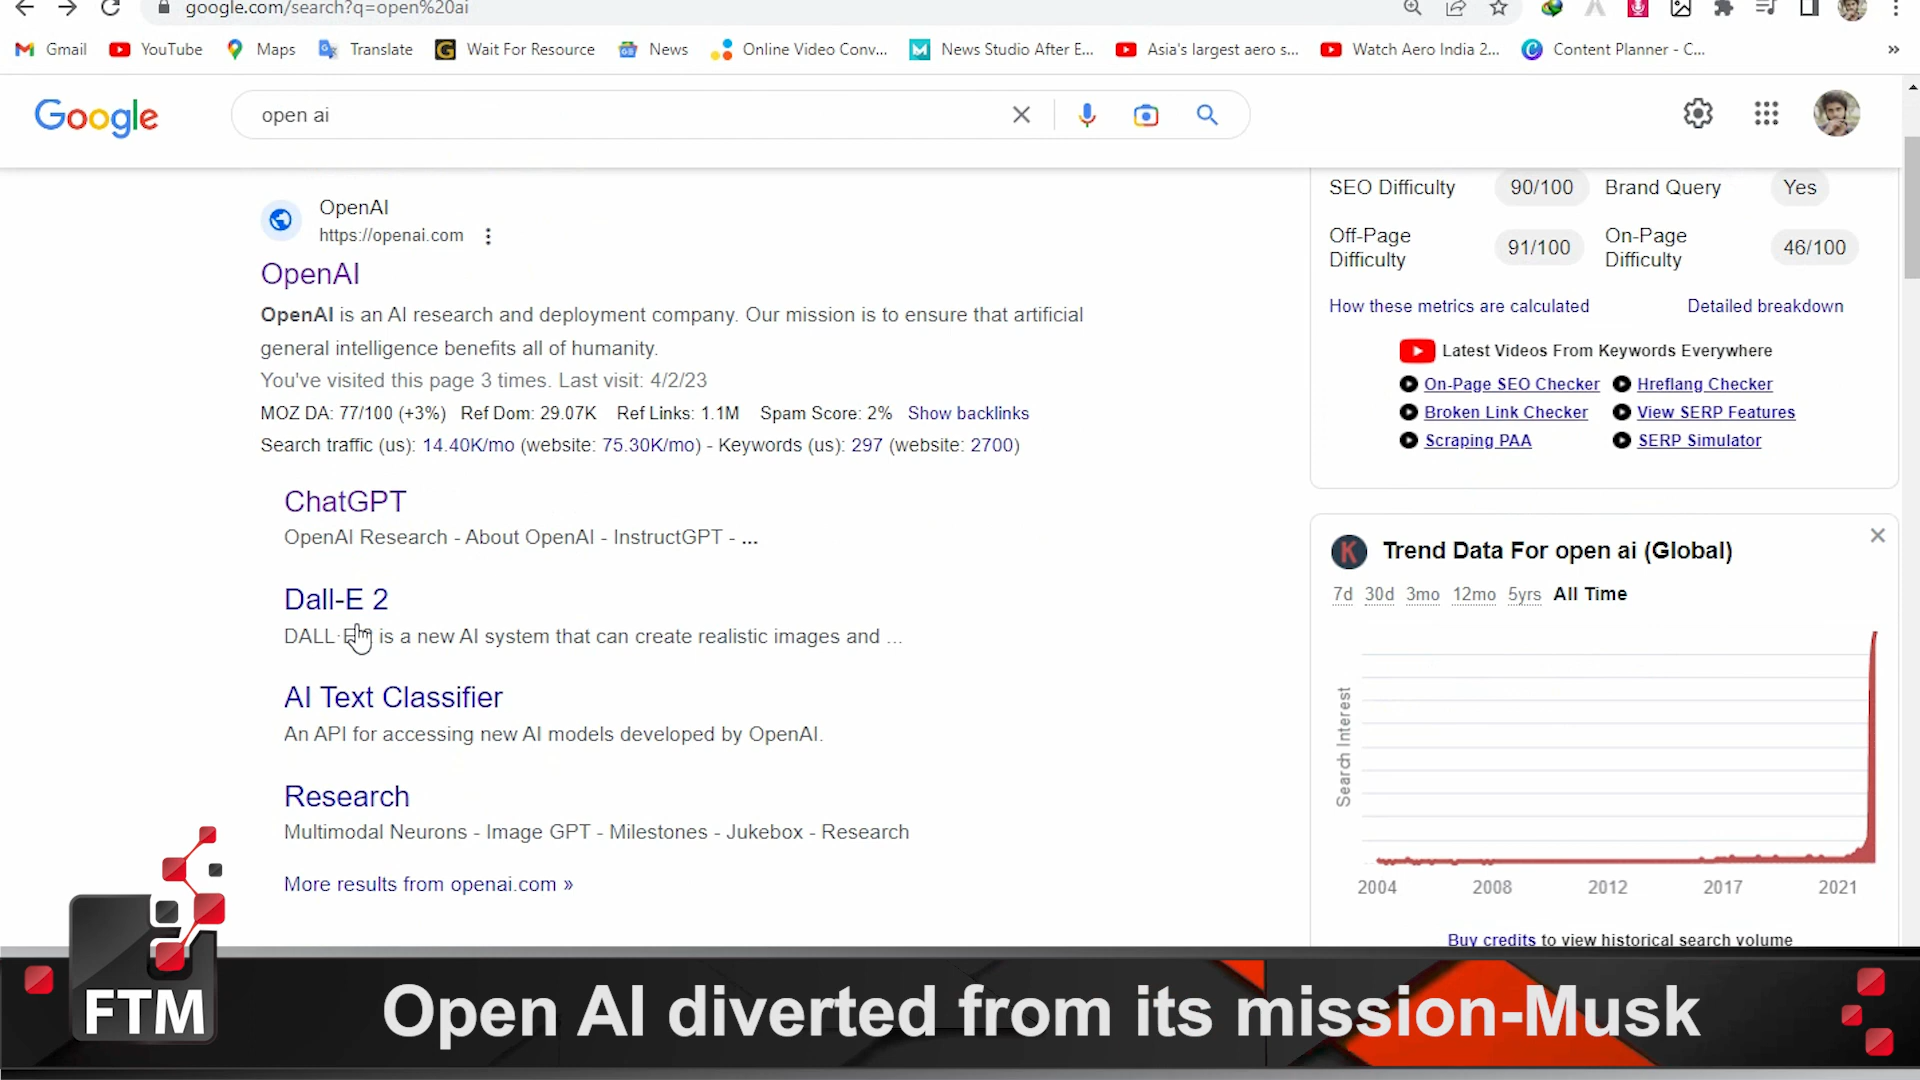 google.com/search?q=open%20ai
Gmail YouTube Maps Translate Wait For Resource News Online Video Conv... News Studio After E... Asia's largest aero s... Watch Aero India 2... Content Planner - C... »
Google
open ai
OpenAI
https://openai.com
OpenAI
OpenAI is an AI research and deployment company. Our mission is to ensure that artificial
general intelligence benefits all of humanity.
You've visited this page 3 times. Last visit: 4/2/23
MOZ DA: 77/100 (+3%) Ref Dom: 29.07K Ref Links: 1.1M Spam Score: 2% Show backlinks
Search traffic (us): 14.40K/mo (website: 75.30K/mo) - Keywords (us): 297 (website: 2700)
ChatGPT
OpenAI Research - About OpenAI - InstructGPT - ...
Dall-E 2
DALL·E is a new AI system that can create realistic images and ...
AI Text Classifier
An API for accessing new AI models developed by OpenAI.
Research
Multimodal Neurons - Image GPT - Milestones - Jukebox - Research
More results from openai.com »
SEO Difficulty 90/100 Brand Query Yes
Off-Page Difficulty 91/100 On-Page Difficulty 46/100
How these metrics are calculated Detailed breakdown
Latest Videos From Keywords Everywhere
On-Page SEO Checker Hreflang Checker
Broken Link Checker View SERP Features
Scraping PAA SERP Simulator
K Trend Data For open ai (Global)
7d 30d 3mo 12mo 5yrs All Time
Search Interest
2004 2008 2012 2017 2021
Buy credits to view historical search volume
FTM
Open AI diverted from its mission-Musk